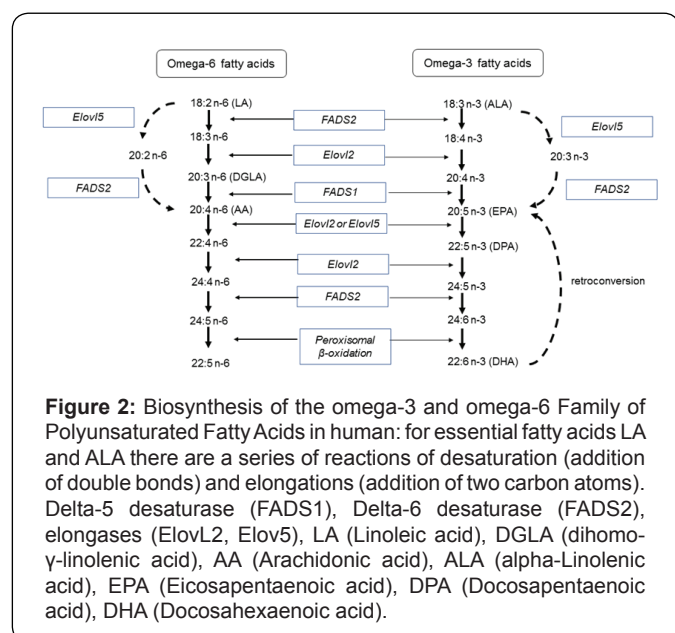 Omega-6 fatty acids
Omega-3 fatty acids
18:2 n-6 (LA)
18:3 n-3 (ALA)
Elovl5
FADS2
Elovl5
18:3 n-6
18:4 n-3
20:2 n-6
Elovl2
20:3 n-3
20:3 n-6 (DGLA)
20:4 n-3
FADS2
FADS1
FADS2
20:4 n-6 (AA)
20:5 n-3 (EPA)
Elovl2 or Elovl5
22:4 n-6
22:5 n-3 (DPA)
Elovl2
24:4 n-6
24:5 n-3
retroconversion
FADS2
24:5 n-6
24:6 n-3
Peroxisomal
β-oxidation
22:5 n-6
22:6 n-3 (DHA)
Figure 2: Biosynthesis of the omega-3 and omega-6 Family of
Polyunsaturated Fatty Acids in human: for essential fatty acids LA
and ALA there are a series of reactions of desaturation (addition
of double bonds) and elongations (addition of two carbon atoms).
Delta-5 desaturase (FADS1), Delta-6 desaturase (FADS2),
elongases (ElovL2, Elov5), LA (Linoleic acid), DGLA (dihomo-
γ-linolenic acid), AA (Arachidonic acid), ALA (alpha-Linolenic
acid), EPA (Eicosapentaenoic acid), DPA (Docosapentaenoic
acid), DHA (Docosahexaenoic acid).